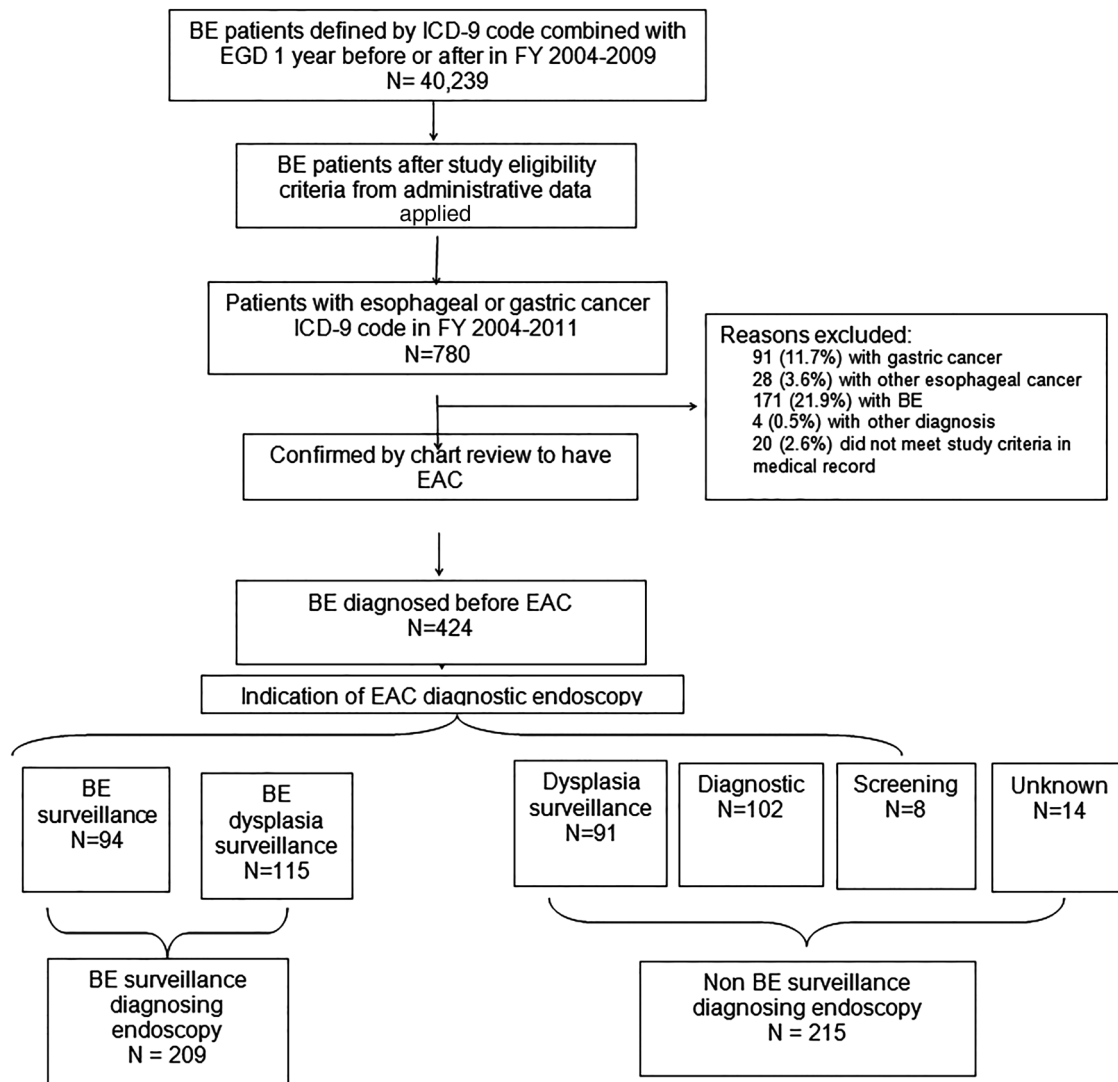 BE patients defined by ICD-9 code combined with
EGD 1 year before or after in FY 2004-2009
N= 40,239
BE patients after study eligibility
criteria from administrative data
applied
Patients with esophageal or gastric cancer
ICD-9 code in FY 2004-2011
N=780
Reasons excluded:
91 (11.7%) with gastric cancer
28 (3.6%) with other esophageal cancer
171 (21.9%) with BE
4 (0.5%) with other diagnosis
20 (2.6%) did not meet study criteria in
medical record
Confirmed by chart review to have
EAC
BE diagnosed before EAC
N=424
Indication of EAC diagnostic endoscopy
BE
surveillance
N=94
BE
dysplasia
surveillance
N=115
Dysplasia
surveillance
N=91
Diagnostic
N=102
Screening
N=8
Unknown
N=14
BE surveillance
diagnosing
endoscopy
N = 209
Non BE surveillance
diagnosing endoscopy
N = 215